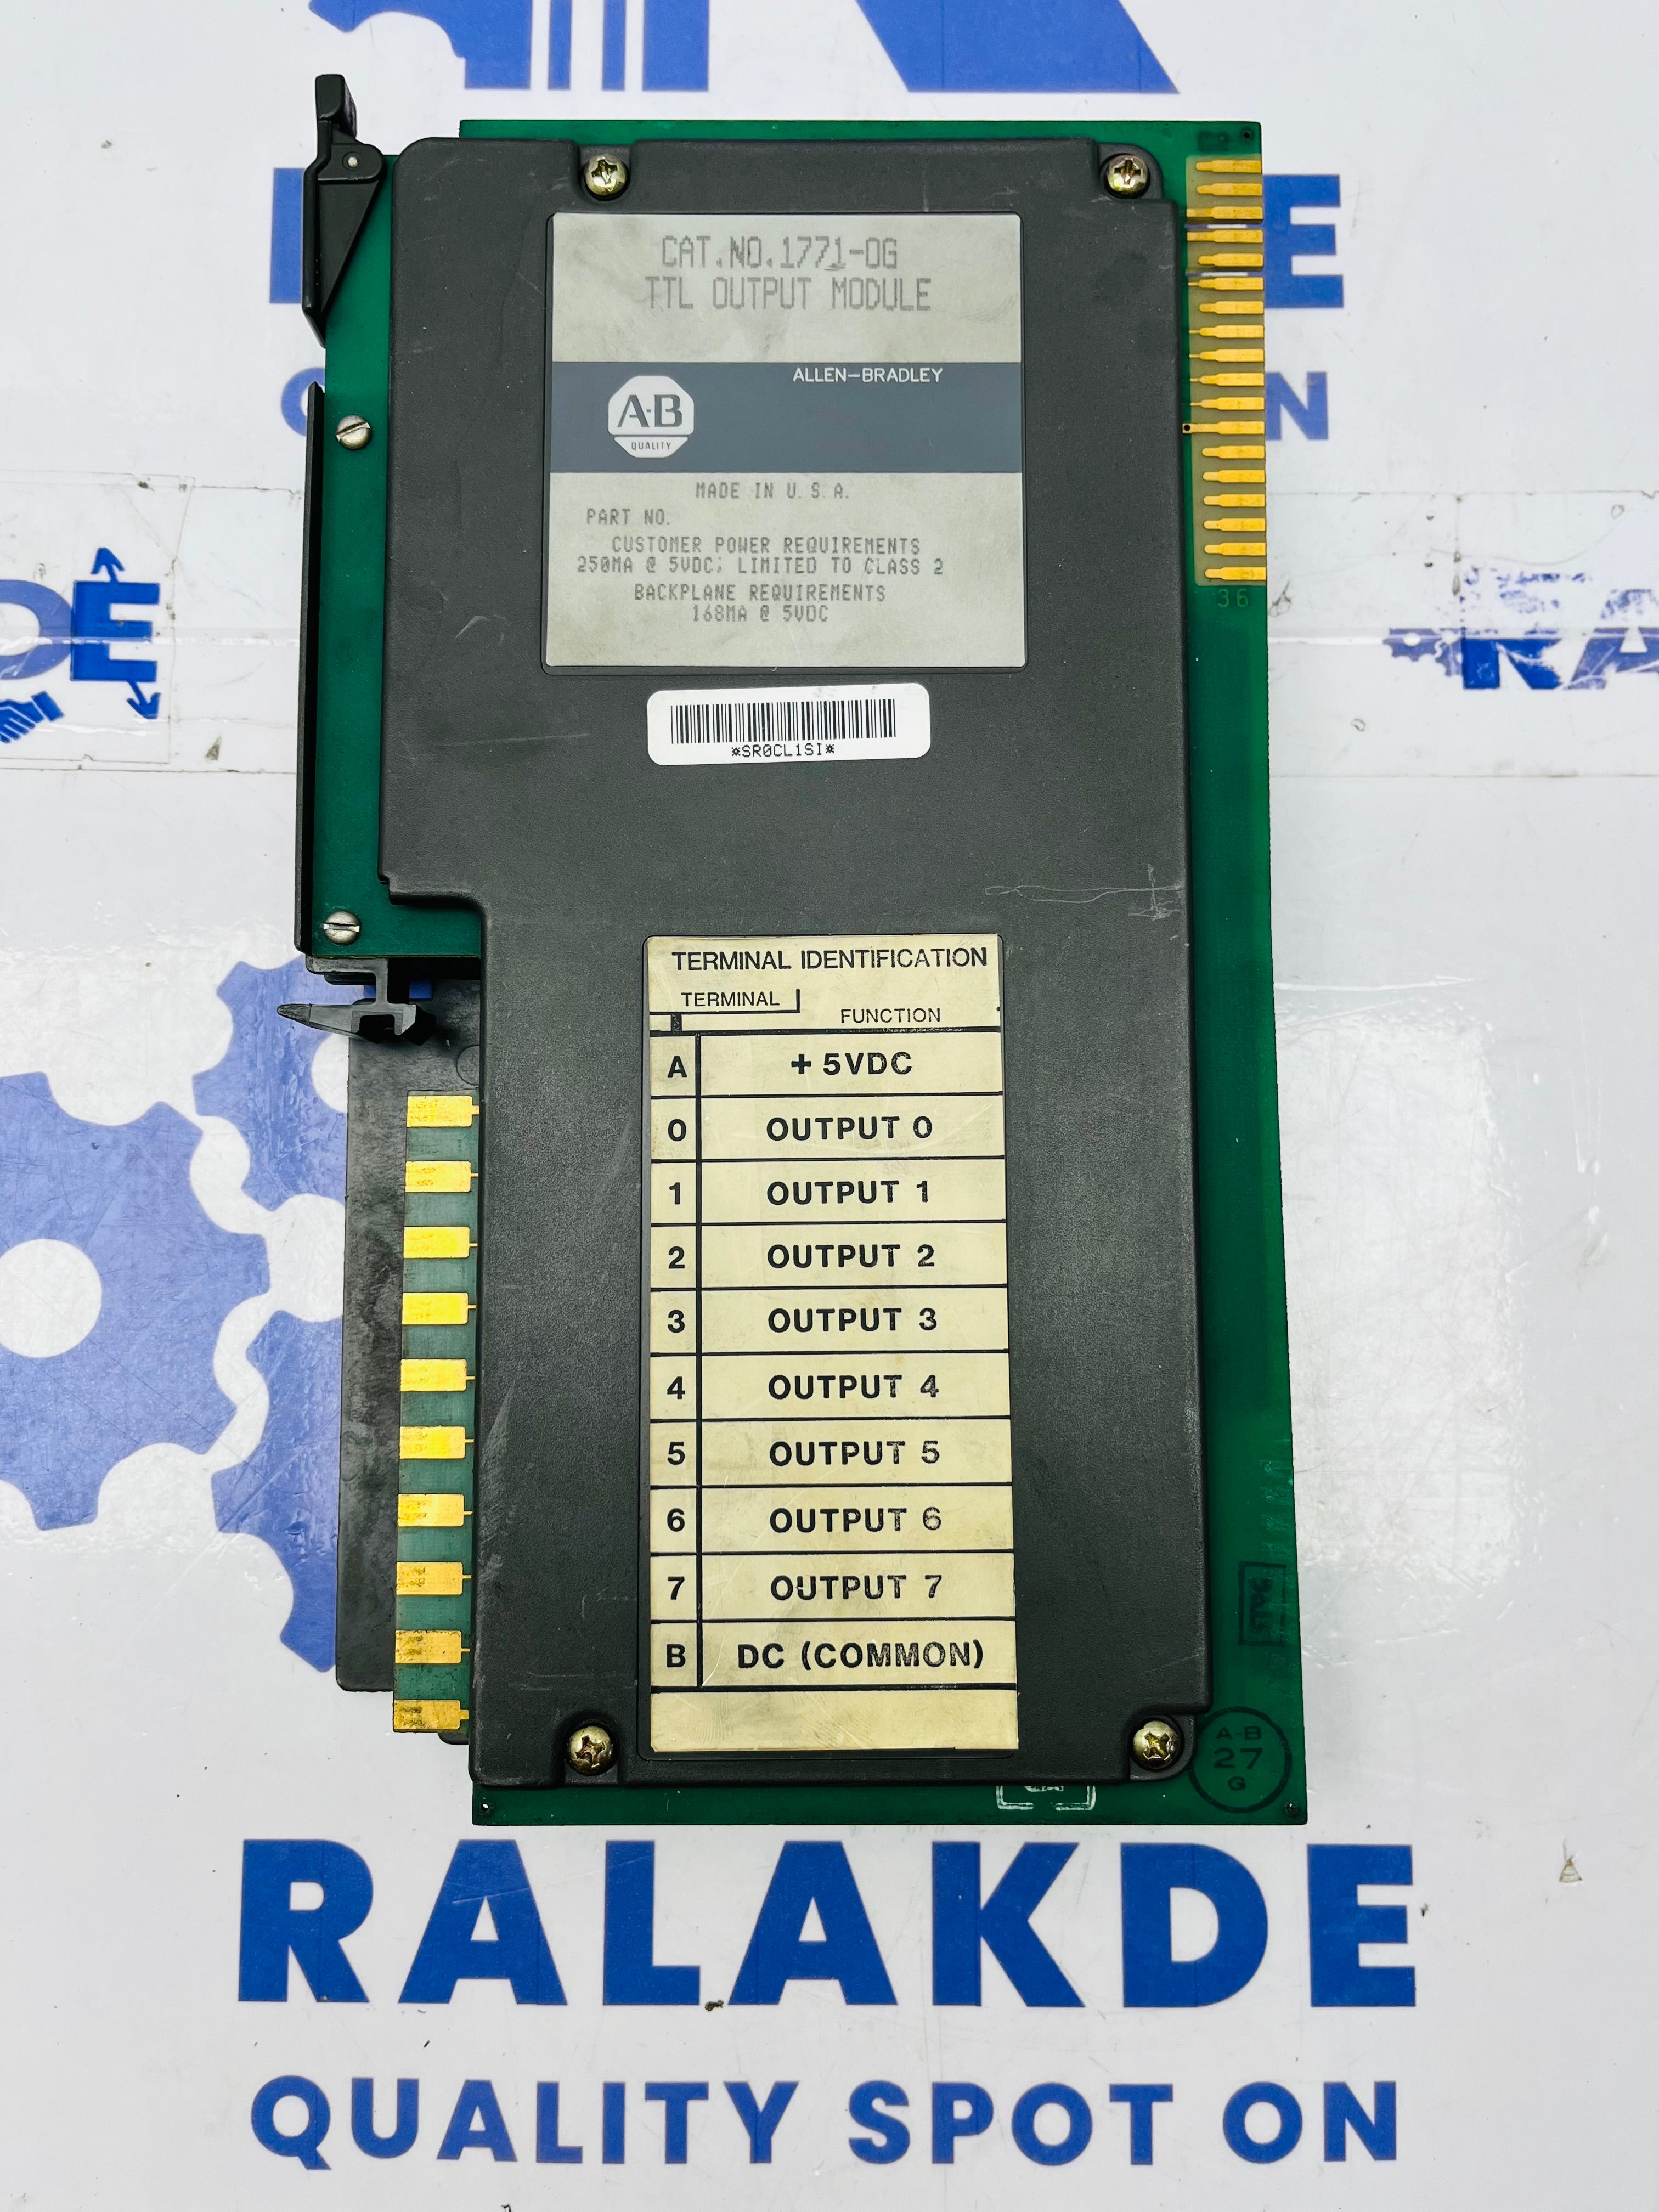 CAT.NO.1771-OG
TTL OUTPUT MODULE
ALLEN-BRADLEY
A-B
QUALITY
MADE IN U.S.A.
PART NO.
CUSTOMER POWER REQUIREMENTS
250MA @ 5VDC; LIMITED TO CLASS 2
BACKPLANE REQUIREMENTS
168MA @ 5VDC
36
*SR0CL1SI*
TERMINAL IDENTIFICATION
TERMINAL
FUNCTION
A +5VDC
0 OUTPUT 0
1 OUTPUT 1
2 OUTPUT 2
3 OUTPUT 3
4 OUTPUT 4
5 OUTPUT 5
6 OUTPUT 6
7 OUTPUT 7
B DC (COMMON)
A-B
27
G
RALAKDE
QUALITY SPOT ON